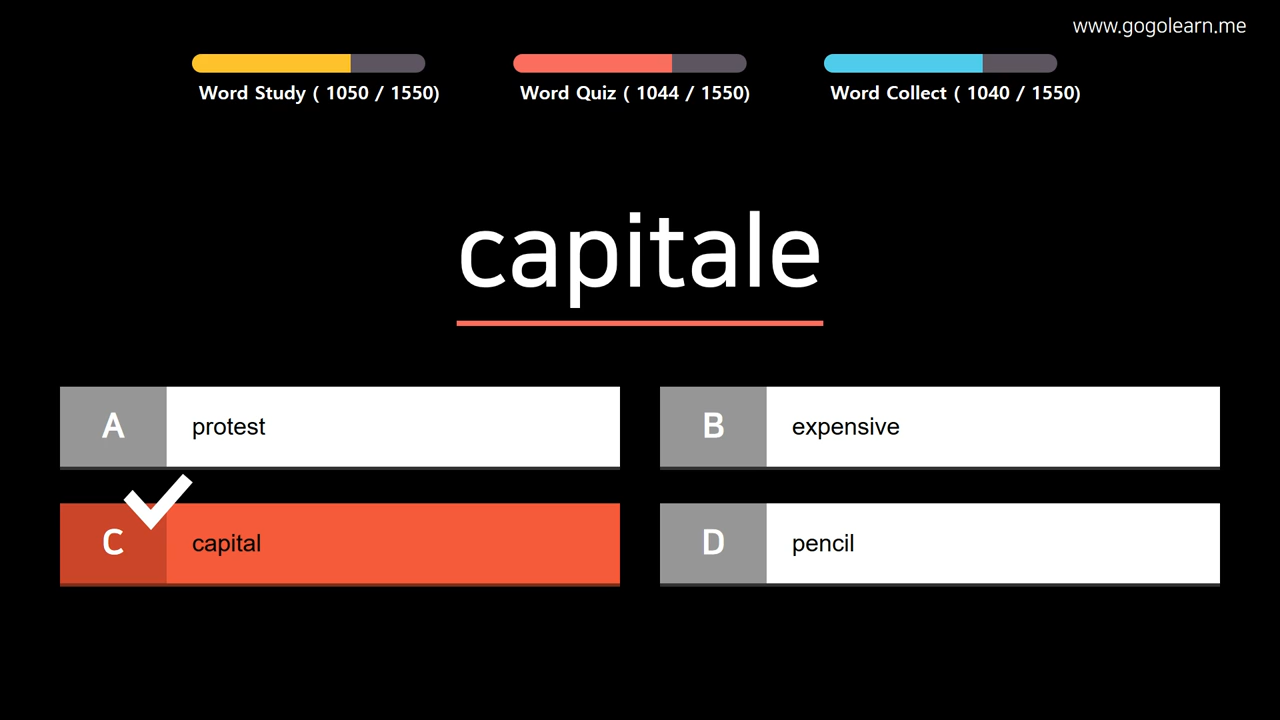 www.gogolearn.me
Word Study ( 1050 / 1550)
Word Quiz ( 1044 / 1550)
Word Collect ( 1040 / 1550)
capitale
A protest
B expensive
C capital
D pencil